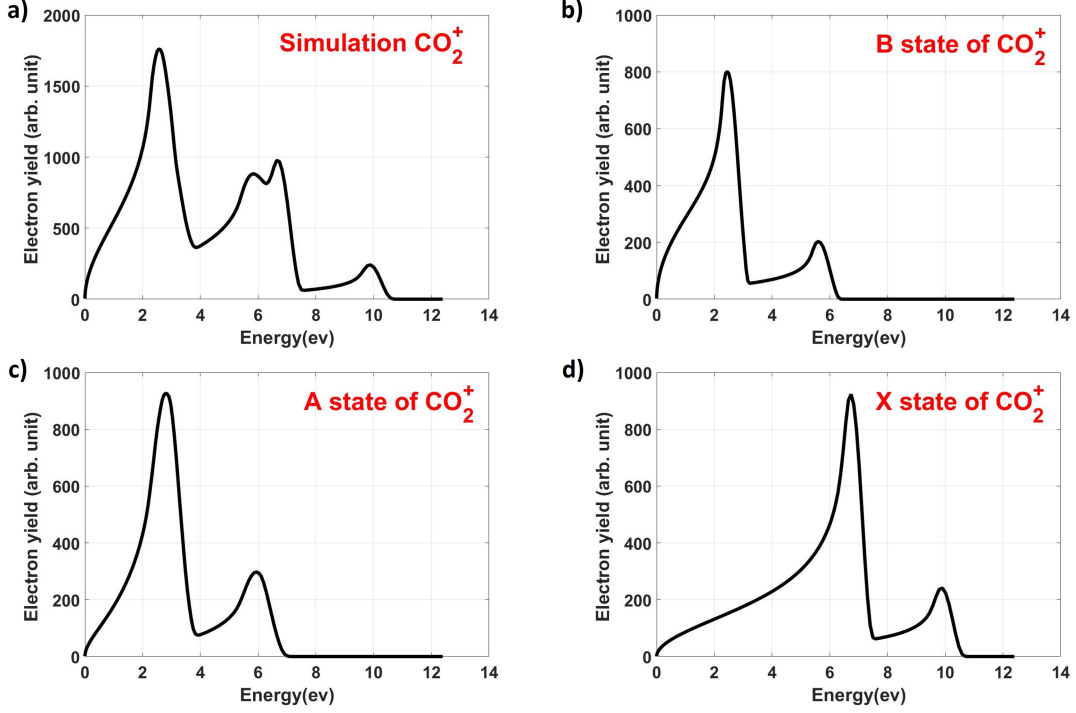 a)
Simulation CO₂⁺
Electron yield (arb. unit)
2000
1500
1000
500
0
0 2 4 6 8 10 12 14
Energy(ev)
b)
B state of CO₂⁺
Electron yield (arb. unit)
1000
800
600
400
200
0
0 2 4 6 8 10 12 14
Energy(ev)
c)
A state of CO₂⁺
Electron yield (arb. unit)
1000
800
600
400
200
0
0 2 4 6 8 10 12 14
Energy(ev)
d)
X state of CO₂⁺
Electron yield (arb. unit)
1000
800
600
400
200
0
0 2 4 6 8 10 12 14
Energy(ev)